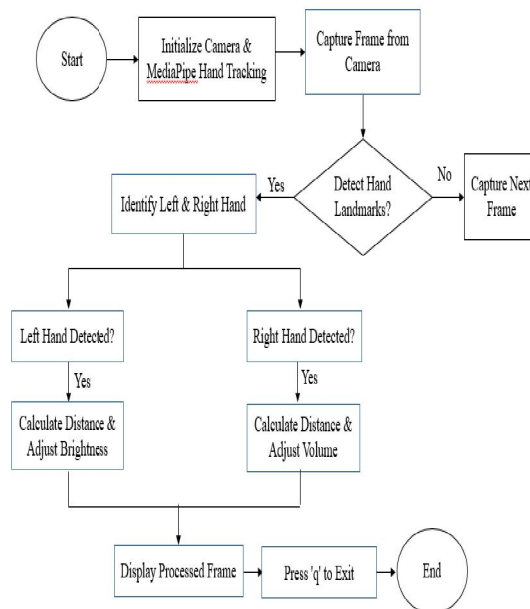 Start
Initialize Camera &
MediaPipe Hand Tracking
Capture Frame from
Camera
Detect Hand
Landmarks?
Yes
No
Capture Next
Frame
Identify Left & Right Hand
Left Hand Detected?
Right Hand Detected?
Yes
Yes
Calculate Distance &
Adjust Brightness
Calculate Distance &
Adjust Volume
Display Processed Frame
Press 'q' to Exit
End